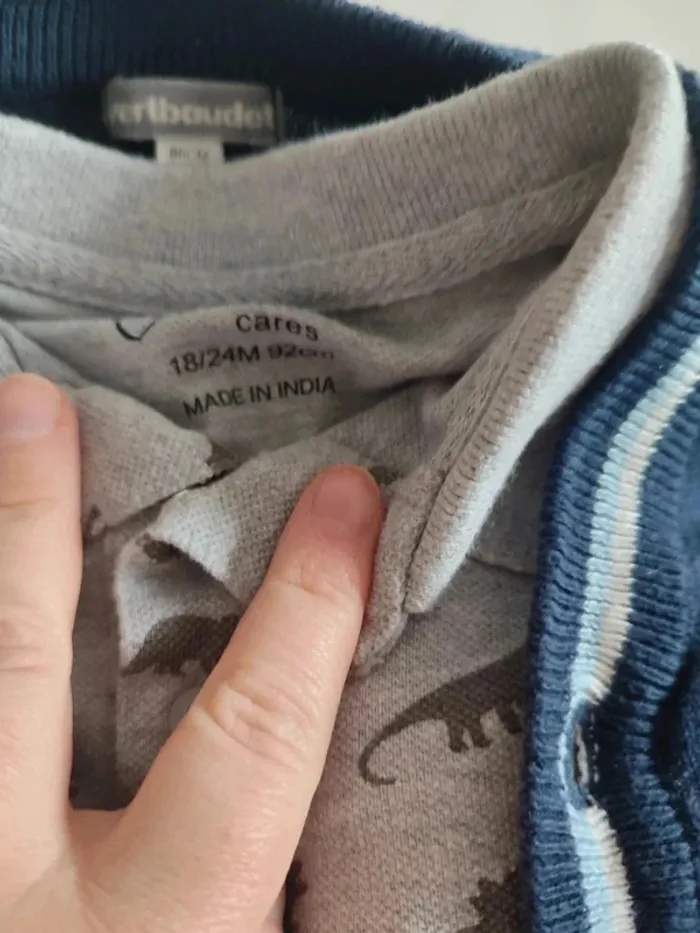 vertbaudet
cares
18/24M 92cm
MADE IN INDIA